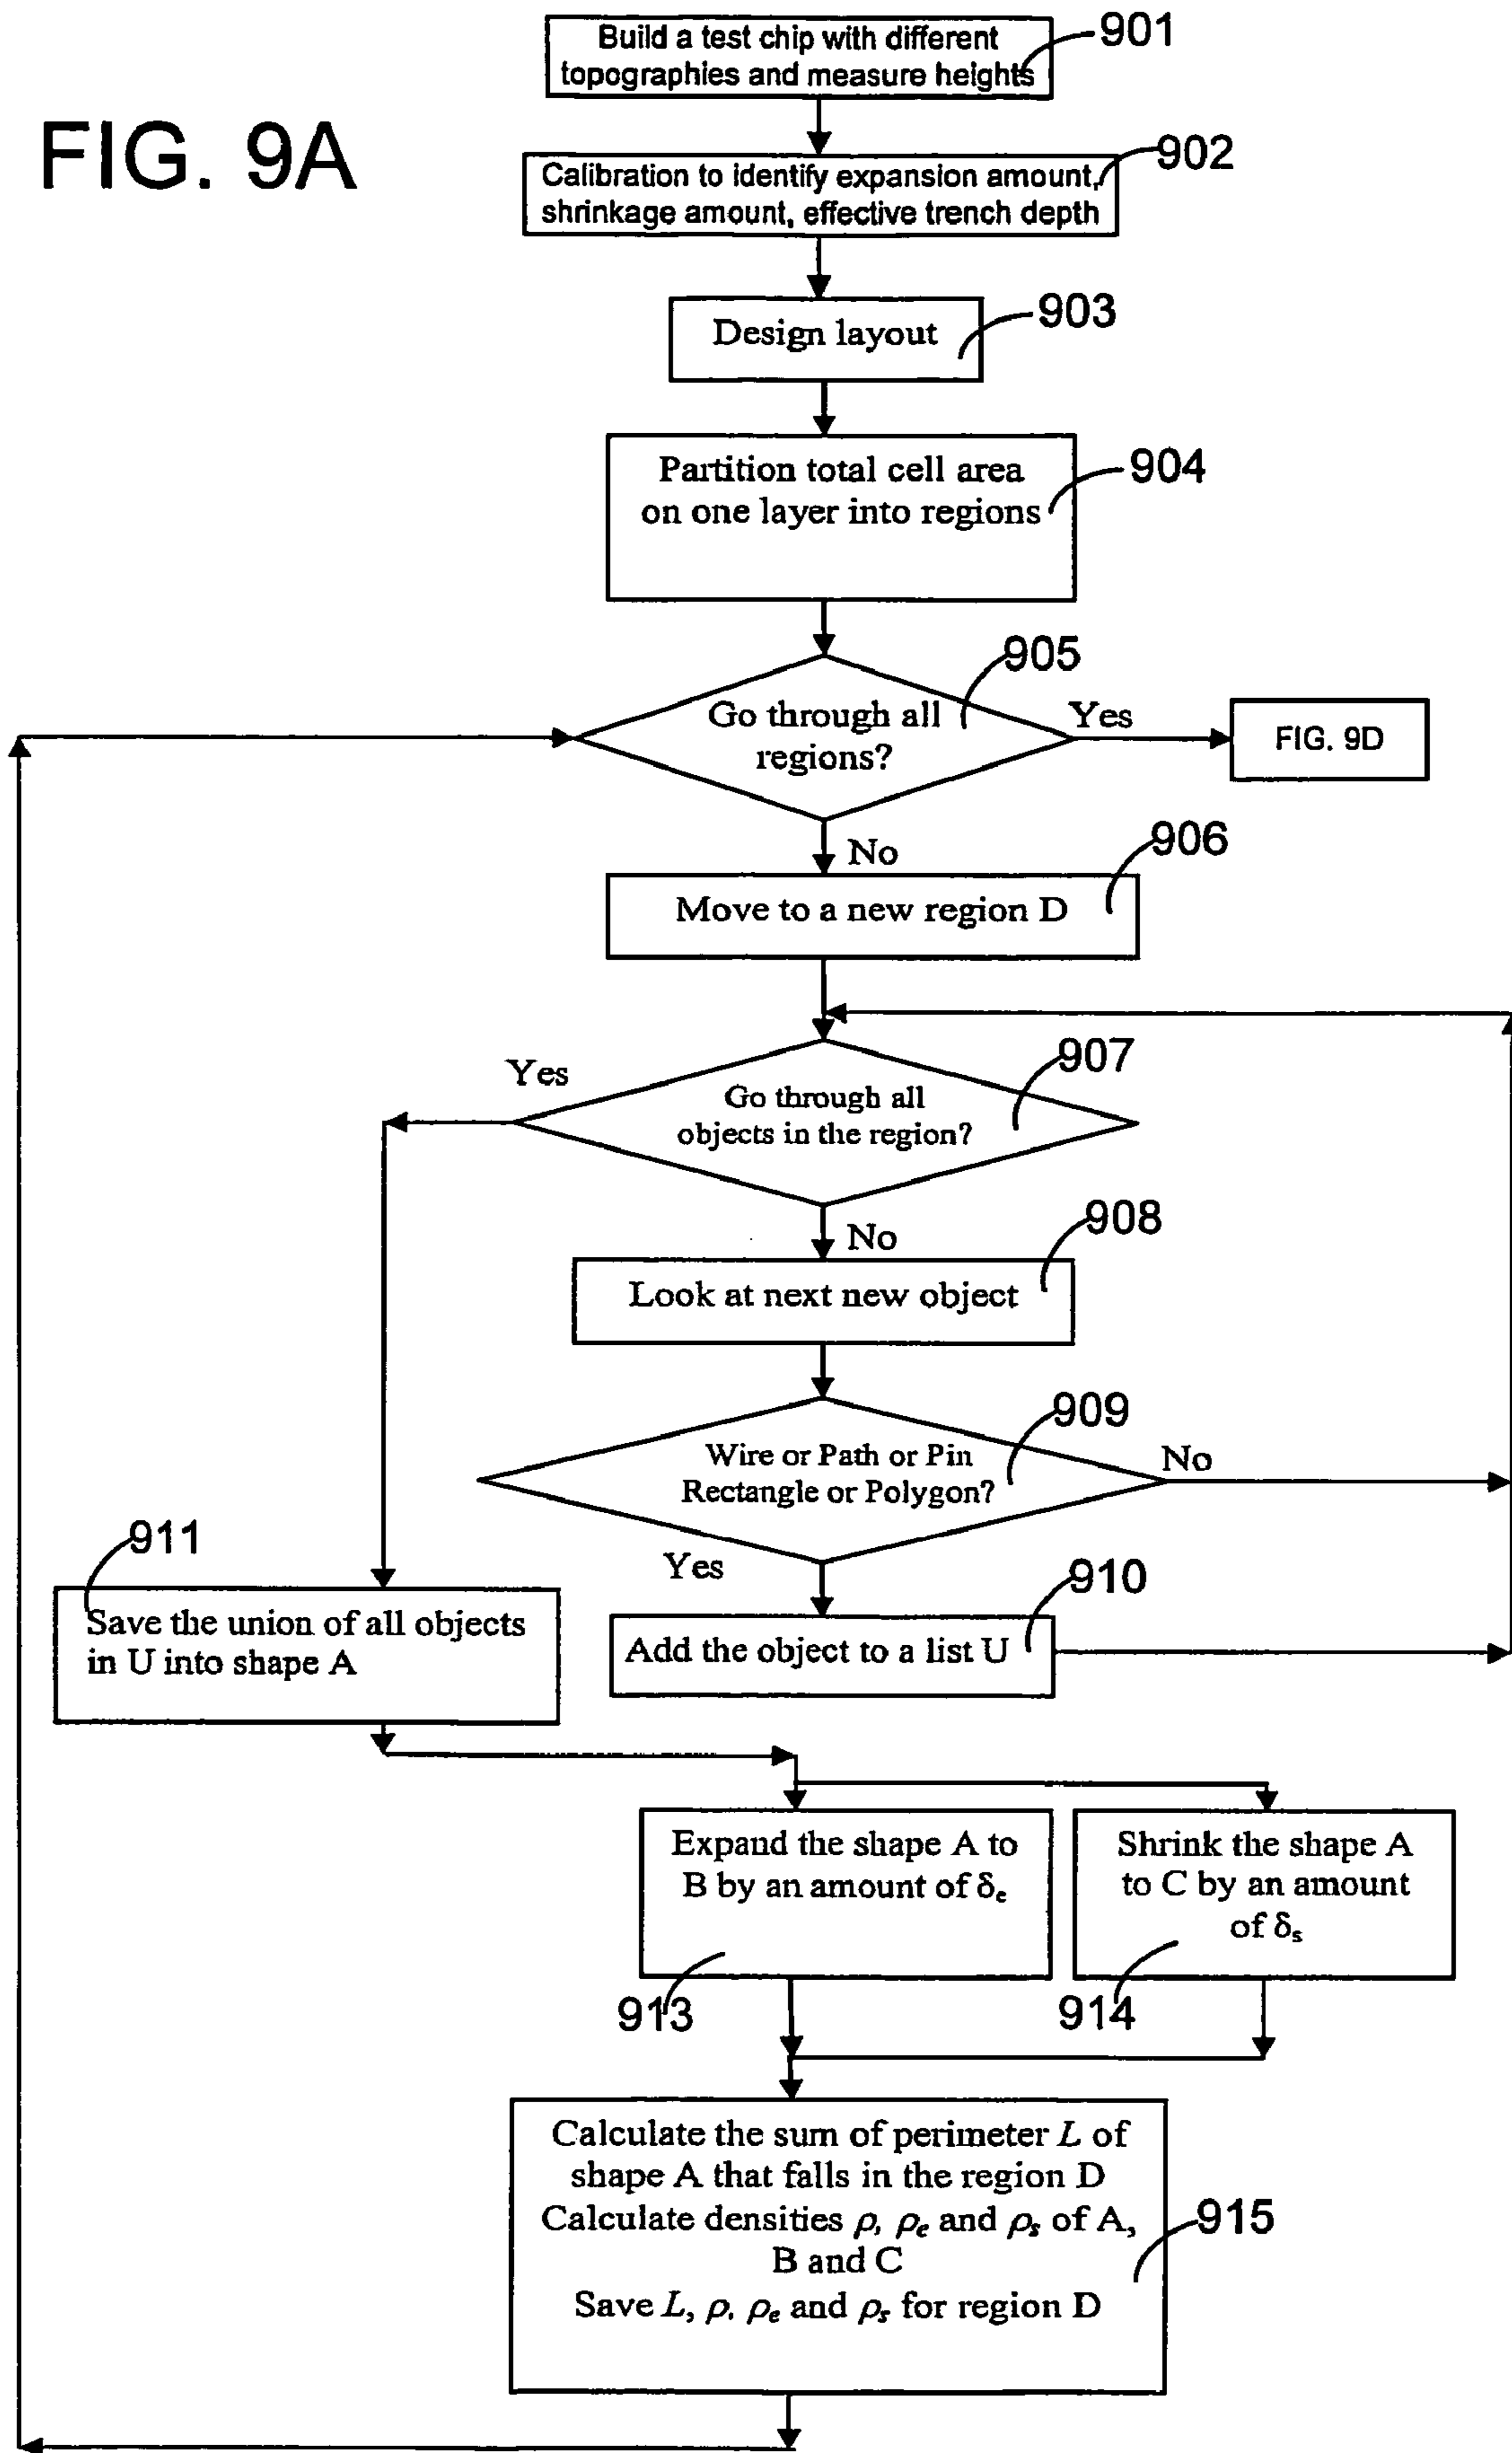 FIG. 9A
Build a test chip with different
topographies and measure heights
901
Calibration to identify expansion amount,
shrinkage amount, effective trench depth
902
Design layout
903
Partition total cell area
on one layer into regions
904
Go through all
regions?
905
Yes
FIG. 9D
No
Move to a new region D
906
Yes
Go through all
objects in the region?
907
No
Look at next new object
908
Wire or Path or Pin
Rectangle or Polygon?
909
No
Yes
911
Save the union of all objects
in U into shape A
Add the object to a list U
910
Expand the shape A to
B by an amount of δₑ
913
Shrink the shape A
to C by an amount
of δₛ
914
Calculate the sum of perimeter L of
shape A that falls in the region D
Calculate densities ρ, ρₑ and ρₛ of A,
B and C
Save L, ρ, ρₑ and ρₛ for region D
915